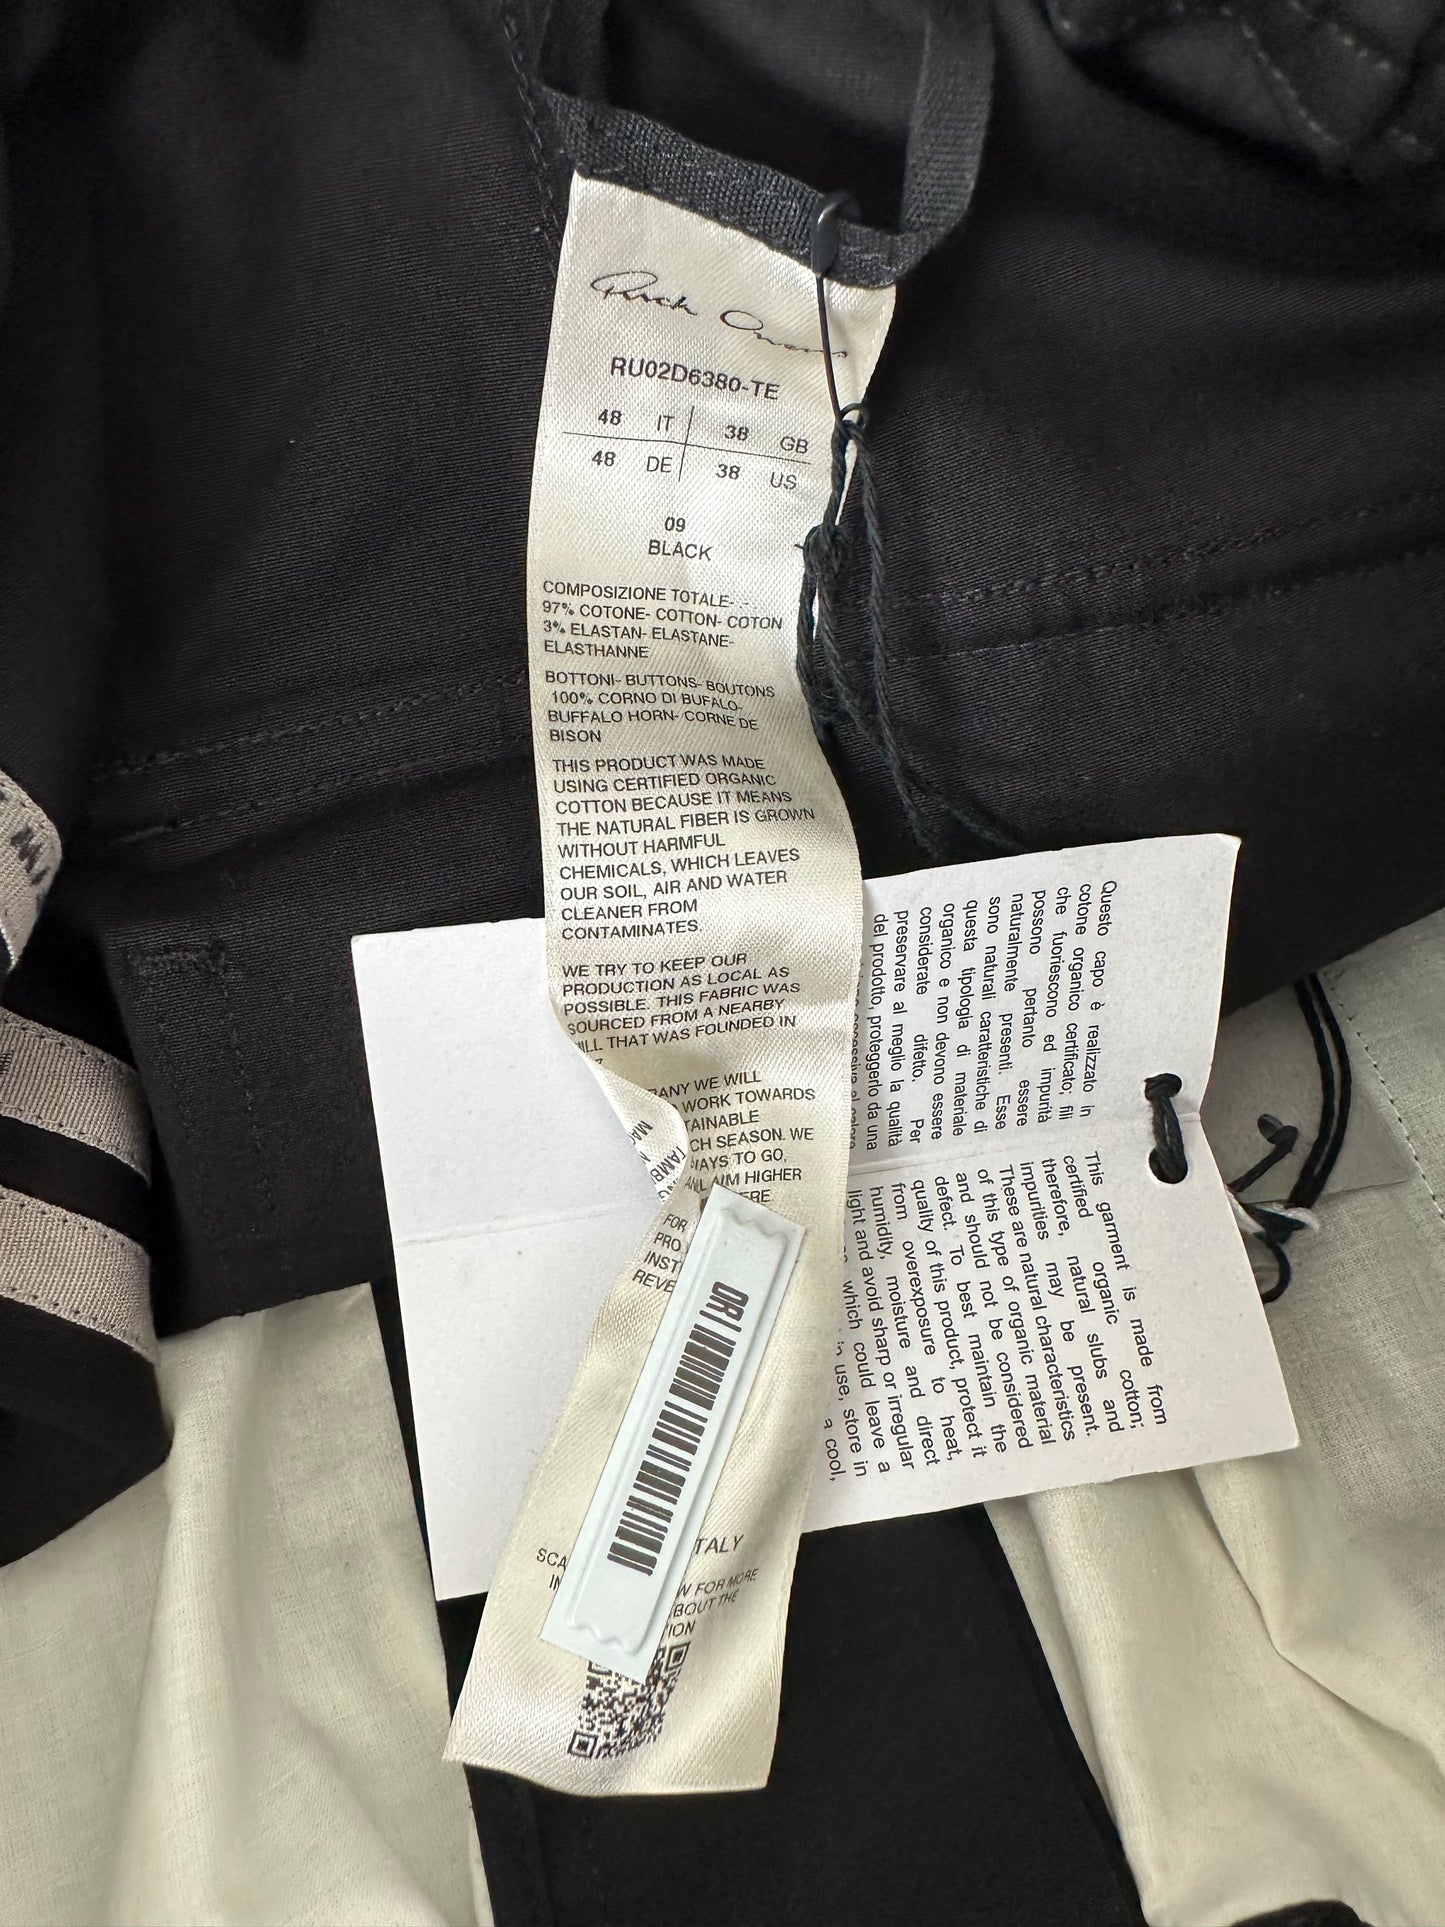 Rick Owens
RU02D6380-TE
48 IT 38 GB
48 DE 38 US
09
BLACK
COMPOSIZIONE TOTALE-
97% COTONE- COTTON- COTON
3% ELASTAN- ELASTANE-
ELASTHANNE
BOTTONI- BUTTONS- BOUTONS
100% CORNO DI BUFALO-
BUFFALO HORN- CORNE DE
BISON
THIS PRODUCT WAS MADE
USING CERTIFIED ORGANIC
COTTON BECAUSE IT MEANS
THE NATURAL FIBER IS GROWN
WITHOUT HARMFUL
CHEMICALS, WHICH LEAVES
OUR SOIL, AIR AND WATER
CLEANER FROM
CONTAMINATES.
WE TRY TO KEEP OUR
PRODUCTION AS LOCAL AS
POSSIBLE. THIS FABRIC WAS
SOURCED FROM A NEARBY
MILL THAT WAS FOUNDED IN
WE WILL
WORK TOWARDS
SEASON. WE
TO GO,
AIM HIGHER
FOR
DR
FOR MORE
THE
Questo capo è realizzato in
cotone organico certificato; fili
che fuoriescono ed impurità
possono pertanto essere
naturalmente presenti. Esse
sono naturali caratteristiche di
questa tipologia di materiale
organico e non devono essere
considerate difetto. Per
preservare al meglio la qualità
del prodotto, proteggerlo da una
This garment is made from
certified organic cotton;
therefore, natural slubs and
impurities may be present.
These are natural characteristics
of this type of organic material
and should not be considered
defect. To best maintain the
quality of this product, protect it
from overexposure to heat,
humidity, moisture and direct
light and avoid sharp or irregular
which could leave a
use, store in
a cool,